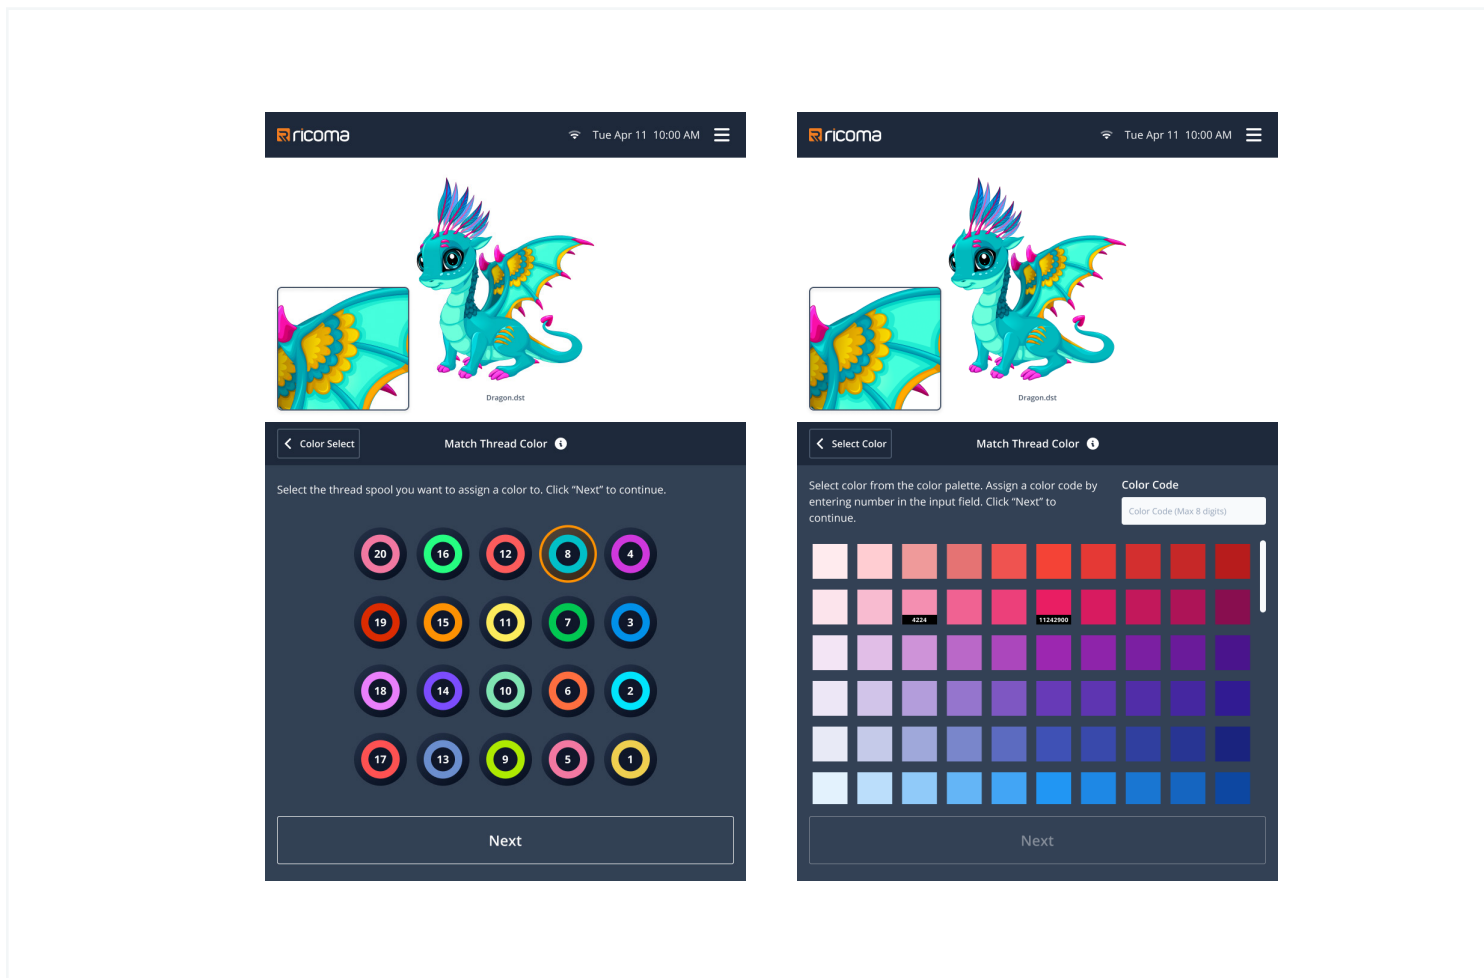 ricoma
Tue Apr 11 10:00 AM
Dragon.dst
Color Select
Match Thread Color
Select the thread spool you want to assign a color to. Click “Next” to continue.
20 16 12 8 4
19 15 11 7 3
18 14 10 6 2
17 13 9 5 1
Next
ricoma
Tue Apr 11 10:00 AM
Dragon.dst
Select Color
Match Thread Color
Select color from the color palette. Assign a color code by
entering number in the input field. Click “Next” to
continue.
Color Code
Color Code (Max 8 digits)
4224
11242900
Next